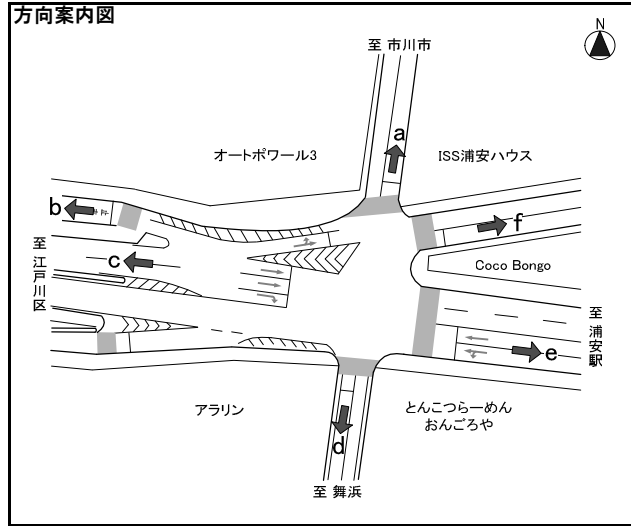 方向案内図
N
至 市川市
a
オートポワール3
ISS浦安ハウス
b
f
至 江戸川区
c
Coco Bongo
至 浦安駅
e
アラリン
とんこつらーめん
おんごろや
d
至 舞浜